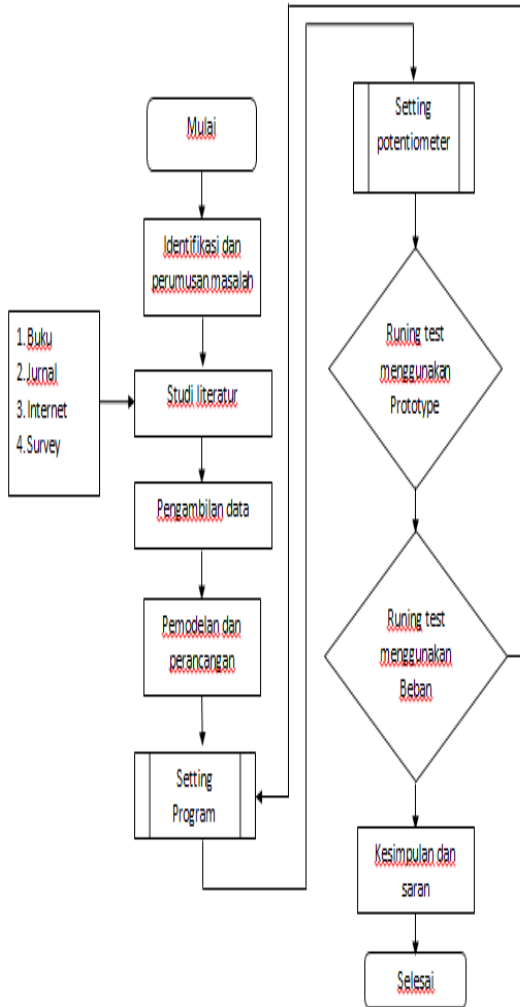 Mulai
Identifikasi dan
perumusan masalah
1. Buku
2. Jurnal
3. Internet
4. Survey
Studi literatur
Pengambilan data
Pemodelan dan
perancangan
Setting
Program
Setting
potentiometer
Runing test
menggunakan
Prototype
Runing test
menggunakan
Beban
Kesimpulan dan
saran
Selesai